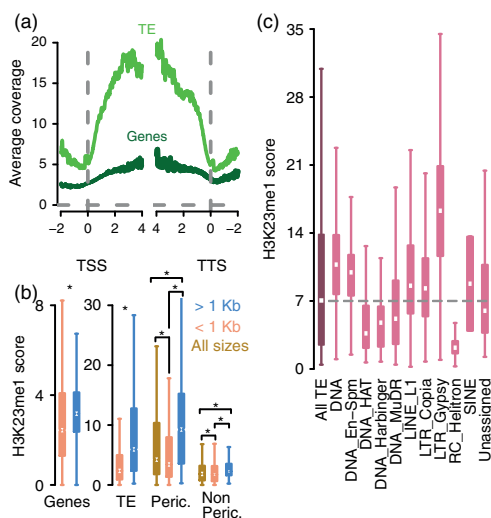 (a)
TE
Genes
Average coverage
20
15
10
5
0
−2 0 2 4 4 2 0 −2
TSS TTS
(b)
> 1 Kb
< 1 Kb
All sizes
H3K23me1 score
8
4
0
30
20
10
0
* * * * * * * *
Genes TE Peric. Non Peric.
(c)
H3K23me1 score
35
28
21
14
7
0
All TE
DNA
DNA_En−Spm
DNA_HAT
DNA_Harbinger
DNA_MuDR
LINE_L1
LTR_Copia
LTR_Gypsy
RC_Helitron
SINE
Unassigned